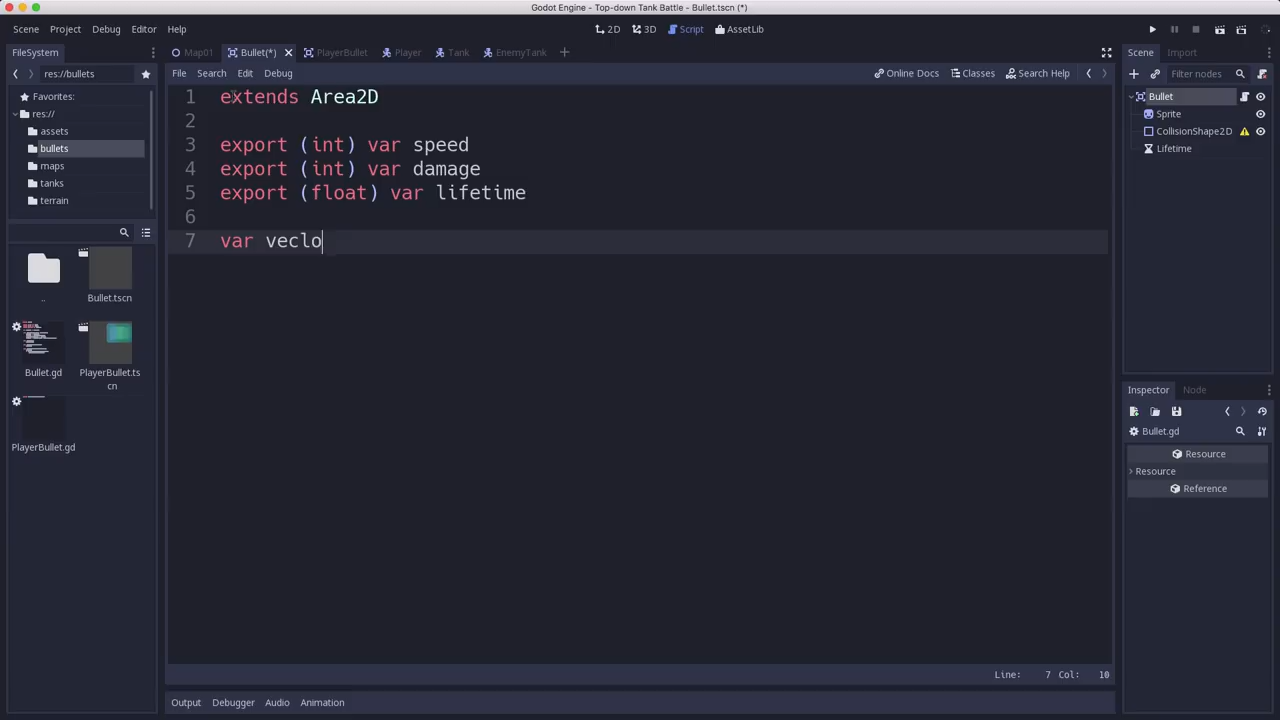 Godot Engine - Top-down Tank Battle - Bullet.tscn (*)
Scene Project Debug Editor Help
2D 3D Script AssetLib
FileSystem
Map01 Bullet(*) PlayerBullet Player Tank EnemyTank
Scene Import
res://bullets
File Search Edit Debug
Online Docs Classes Search Help
Filter nodes
Favorites:
res://
assets
bullets
maps
tanks
terrain
..
Bullet.tscn
Bullet.gd
PlayerBullet.ts
cn
PlayerBullet.gd
1 extends Area2D
2
3 export (int) var speed
4 export (int) var damage
5 export (float) var lifetime
6
7 var veclo
Line: 7 Col: 10
Output Debugger Audio Animation
Bullet
Sprite
CollisionShape2D
Lifetime
Inspector Node
Bullet.gd
Resource
Resource
Reference